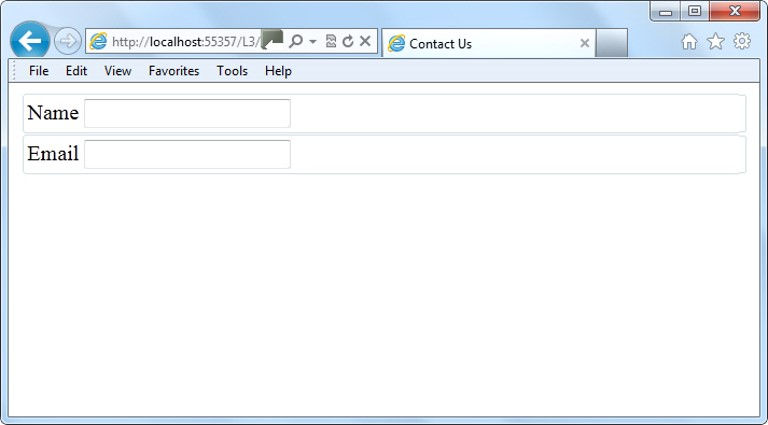 http://localhost:55357/L3/ Contact Us
File Edit View Favorites Tools Help
Name
Email